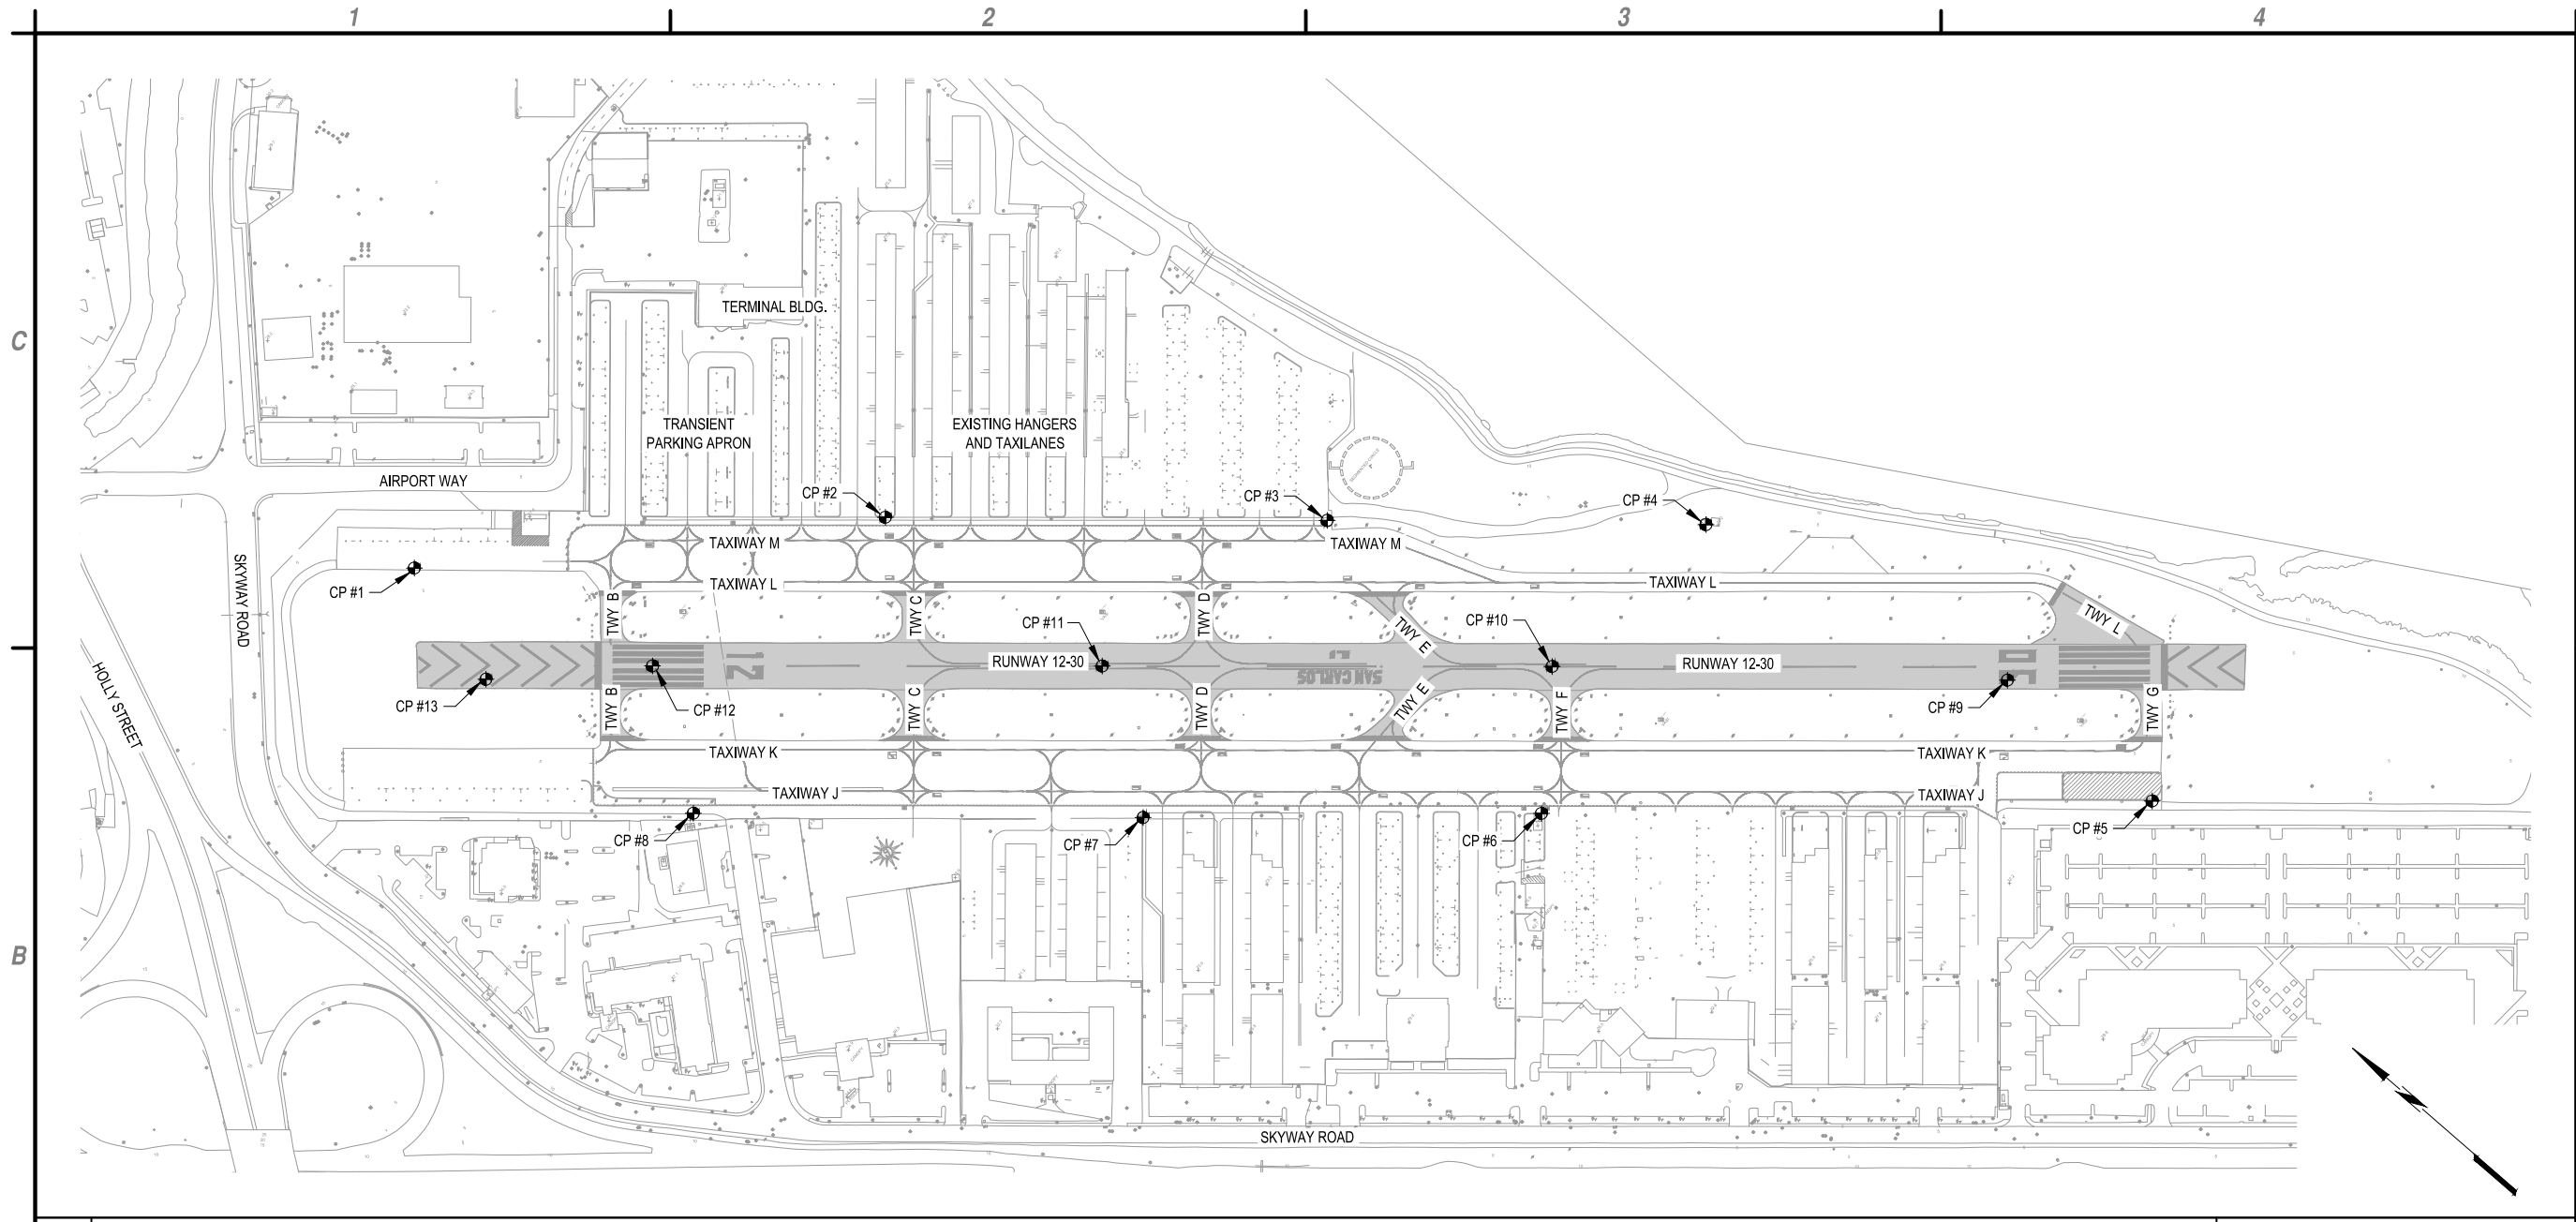 1
2
3
4
C
B
TERMINAL BLDG.
TRANSIENT
PARKING APRON
EXISTING HANGERS
AND TAXILANES
AIRPORT WAY
CP #2
CP #3
CP #4
SKYWAY ROAD
TAXIWAY M
TAXIWAY M
CP #1
TAXIWAY L
TAXIWAY L
TWY B
TWY C
TWY D
TWY E
TWY L
CP #11
CP #10
HOLLY STREET
12
RUNWAY 12-30
SAN CARLOS
RUNWAY 12-30
30
CP #13
CP #12
CP #9
TWY B
TWY C
TWY D
TWY E
TWY F
TWY G
TAXIWAY K
TAXIWAY K
TAXIWAY J
TAXIWAY J
CP #8
CP #7
CP #6
CP #5
SKYWAY ROAD